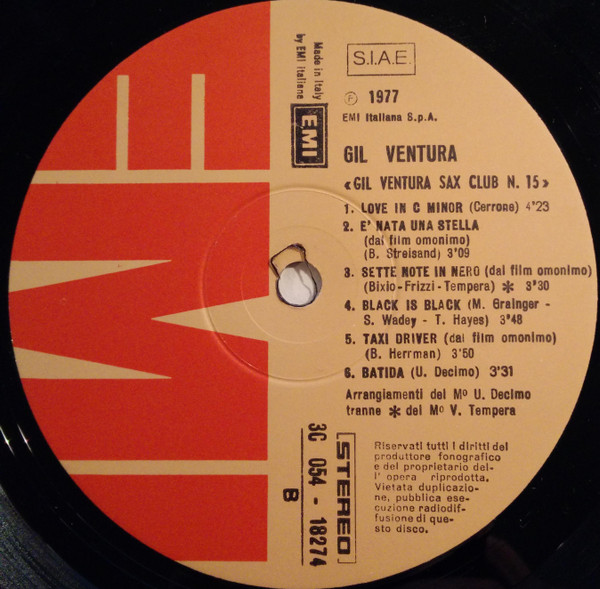 S.I.A.E.
Made in Italy
by EMI Italiana
EMI
Ⓟ 1977
EMI Italiana S.p.A.
GIL VENTURA
«GIL VENTURA SAX CLUB N. 15»
1. LOVE IN C MINOR (Cerrone) 4'23
2. E' NATA UNA STELLA
(dal film omonimo)
(B. Streisand) 3'09
3. SETTE NOTE IN NERO (dal film omonimo)
(Bixio-Frizzi-Tempera) ✻ 3'30
4. BLACK IS BLACK (M. Grainger -
S. Wadey - T. Hayes) 3'48
5. TAXI DRIVER (dal film omonimo)
(B. Herrman) 3'50
6. BATIDA (U. Decimo) 3'31
Arrangiamenti del Mº U. Decimo
tranne ✻ del Mº V. Tempera
STEREO
3C 054 - 18274
B
Riservati tutti i diritti del
produttore fonografico
e del proprietario del-
l' opera riprodotta.
Vietata duplicazio-
ne, pubblica ese-
cuzione radiodif-
fusione di que-
sto disco.
EMI